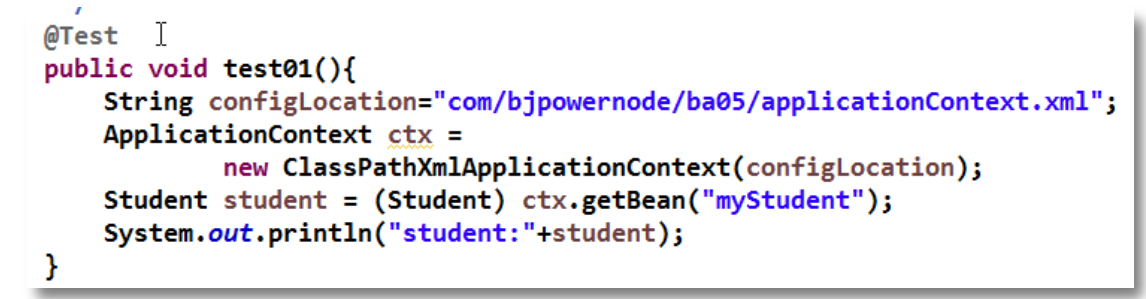 @Test
public void test01(){
    String configLocation="com/bjpowernode/ba05/applicationContext.xml";
    ApplicationContext ctx =
            new ClassPathXmlApplicationContext(configLocation);
    Student student = (Student) ctx.getBean("myStudent");
    System.out.println("student:"+student);
}